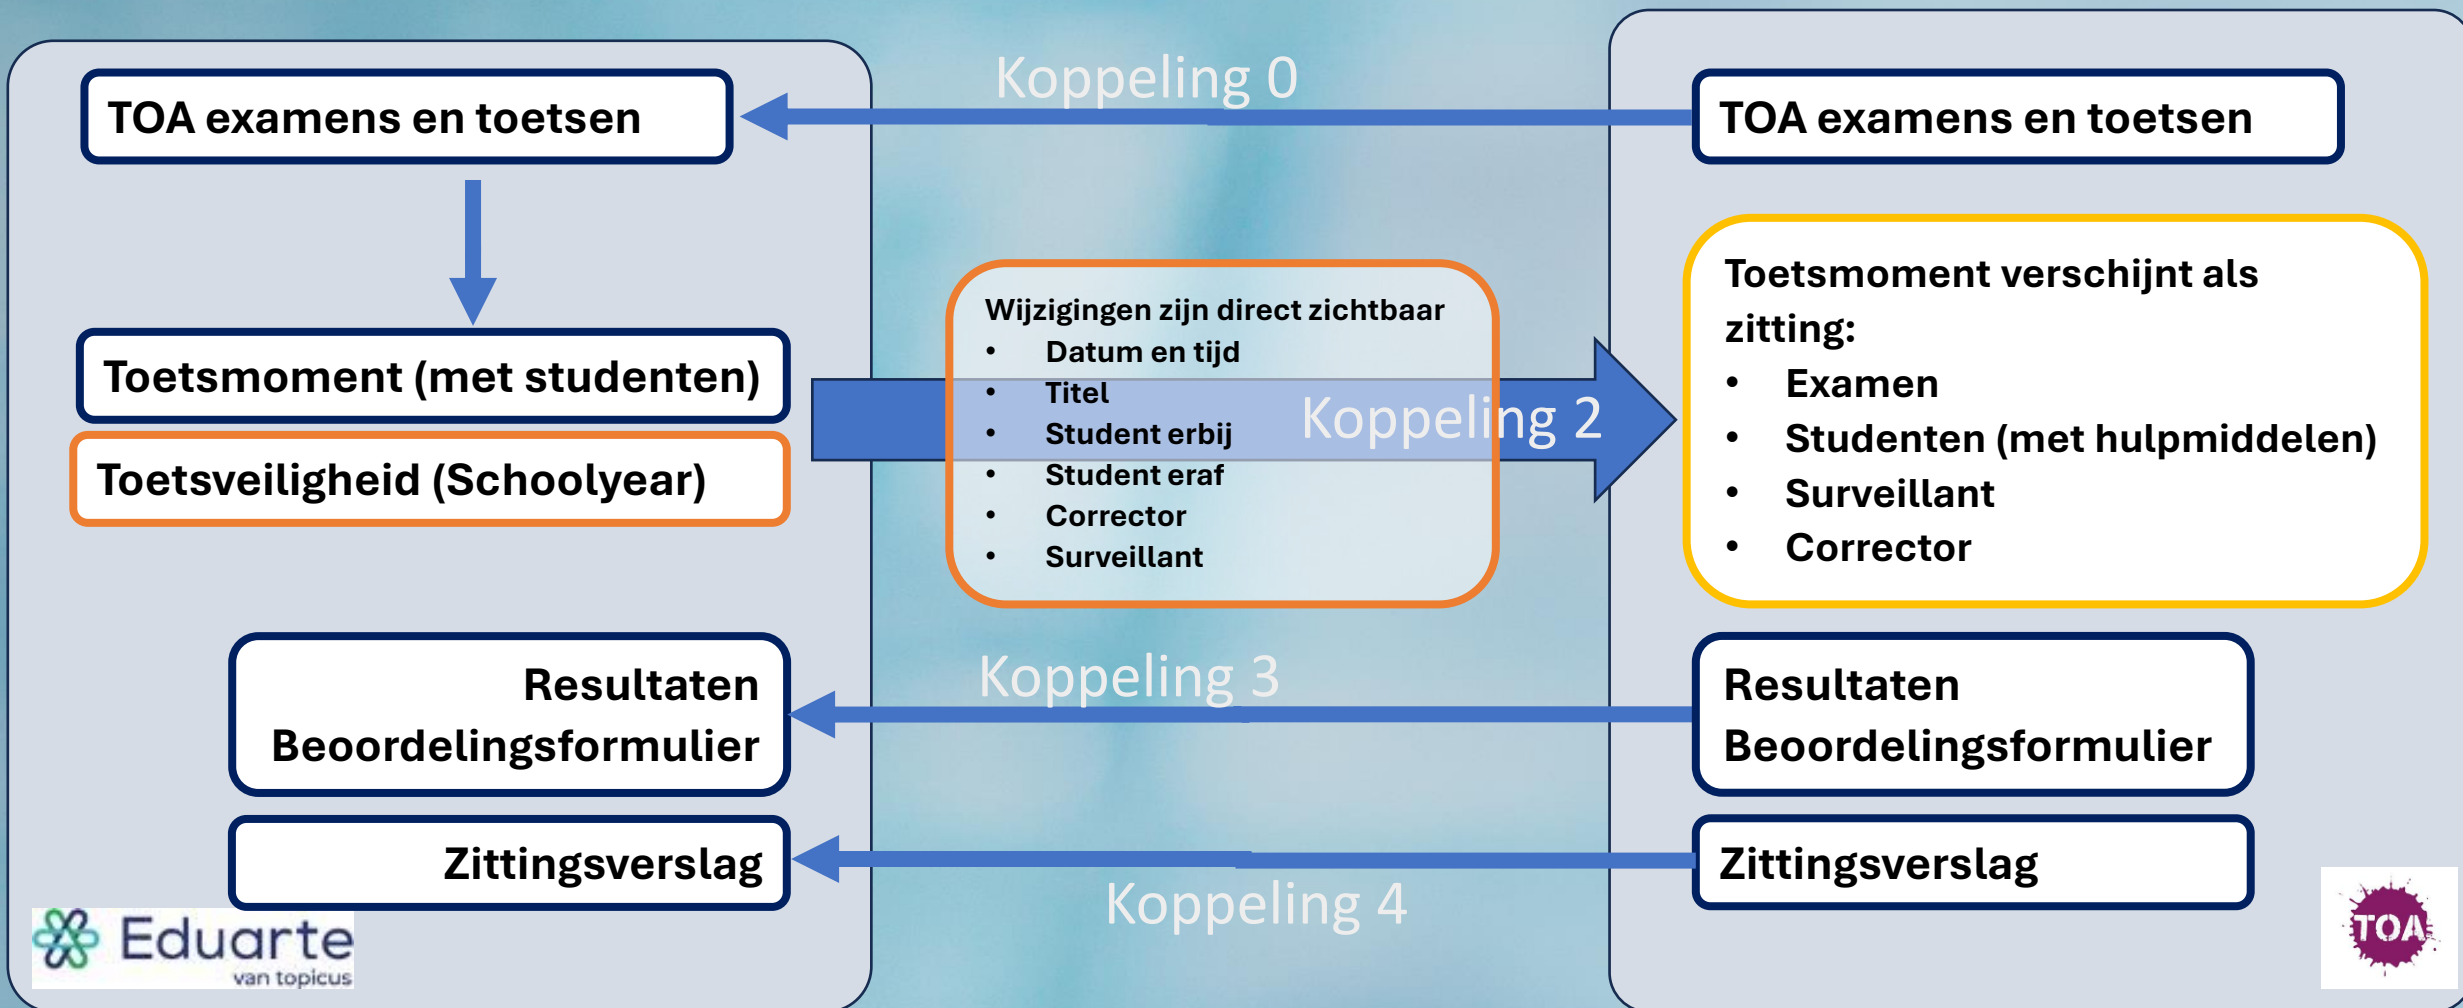 Koppeling 0
TOA examens en toetsen
TOA examens en toetsen
Toetsmoment (met studenten)
Toetsveiligheid (Schoolyear)
Wijzigingen zijn direct zichtbaar
• Datum en tijd
• Titel
• Student erbij
• Student eraf
• Corrector
• Surveillant
Koppeling 2
Toetsmoment verschijnt als
zitting:
• Examen
• Studenten (met hulpmiddelen)
• Surveillant
• Corrector
Resultaten
Beoordelingsformulier
Koppeling 3
Resultaten
Beoordelingsformulier
Zittingsverslag
Koppeling 4
Zittingsverslag
Eduarte
van topicus
TOA